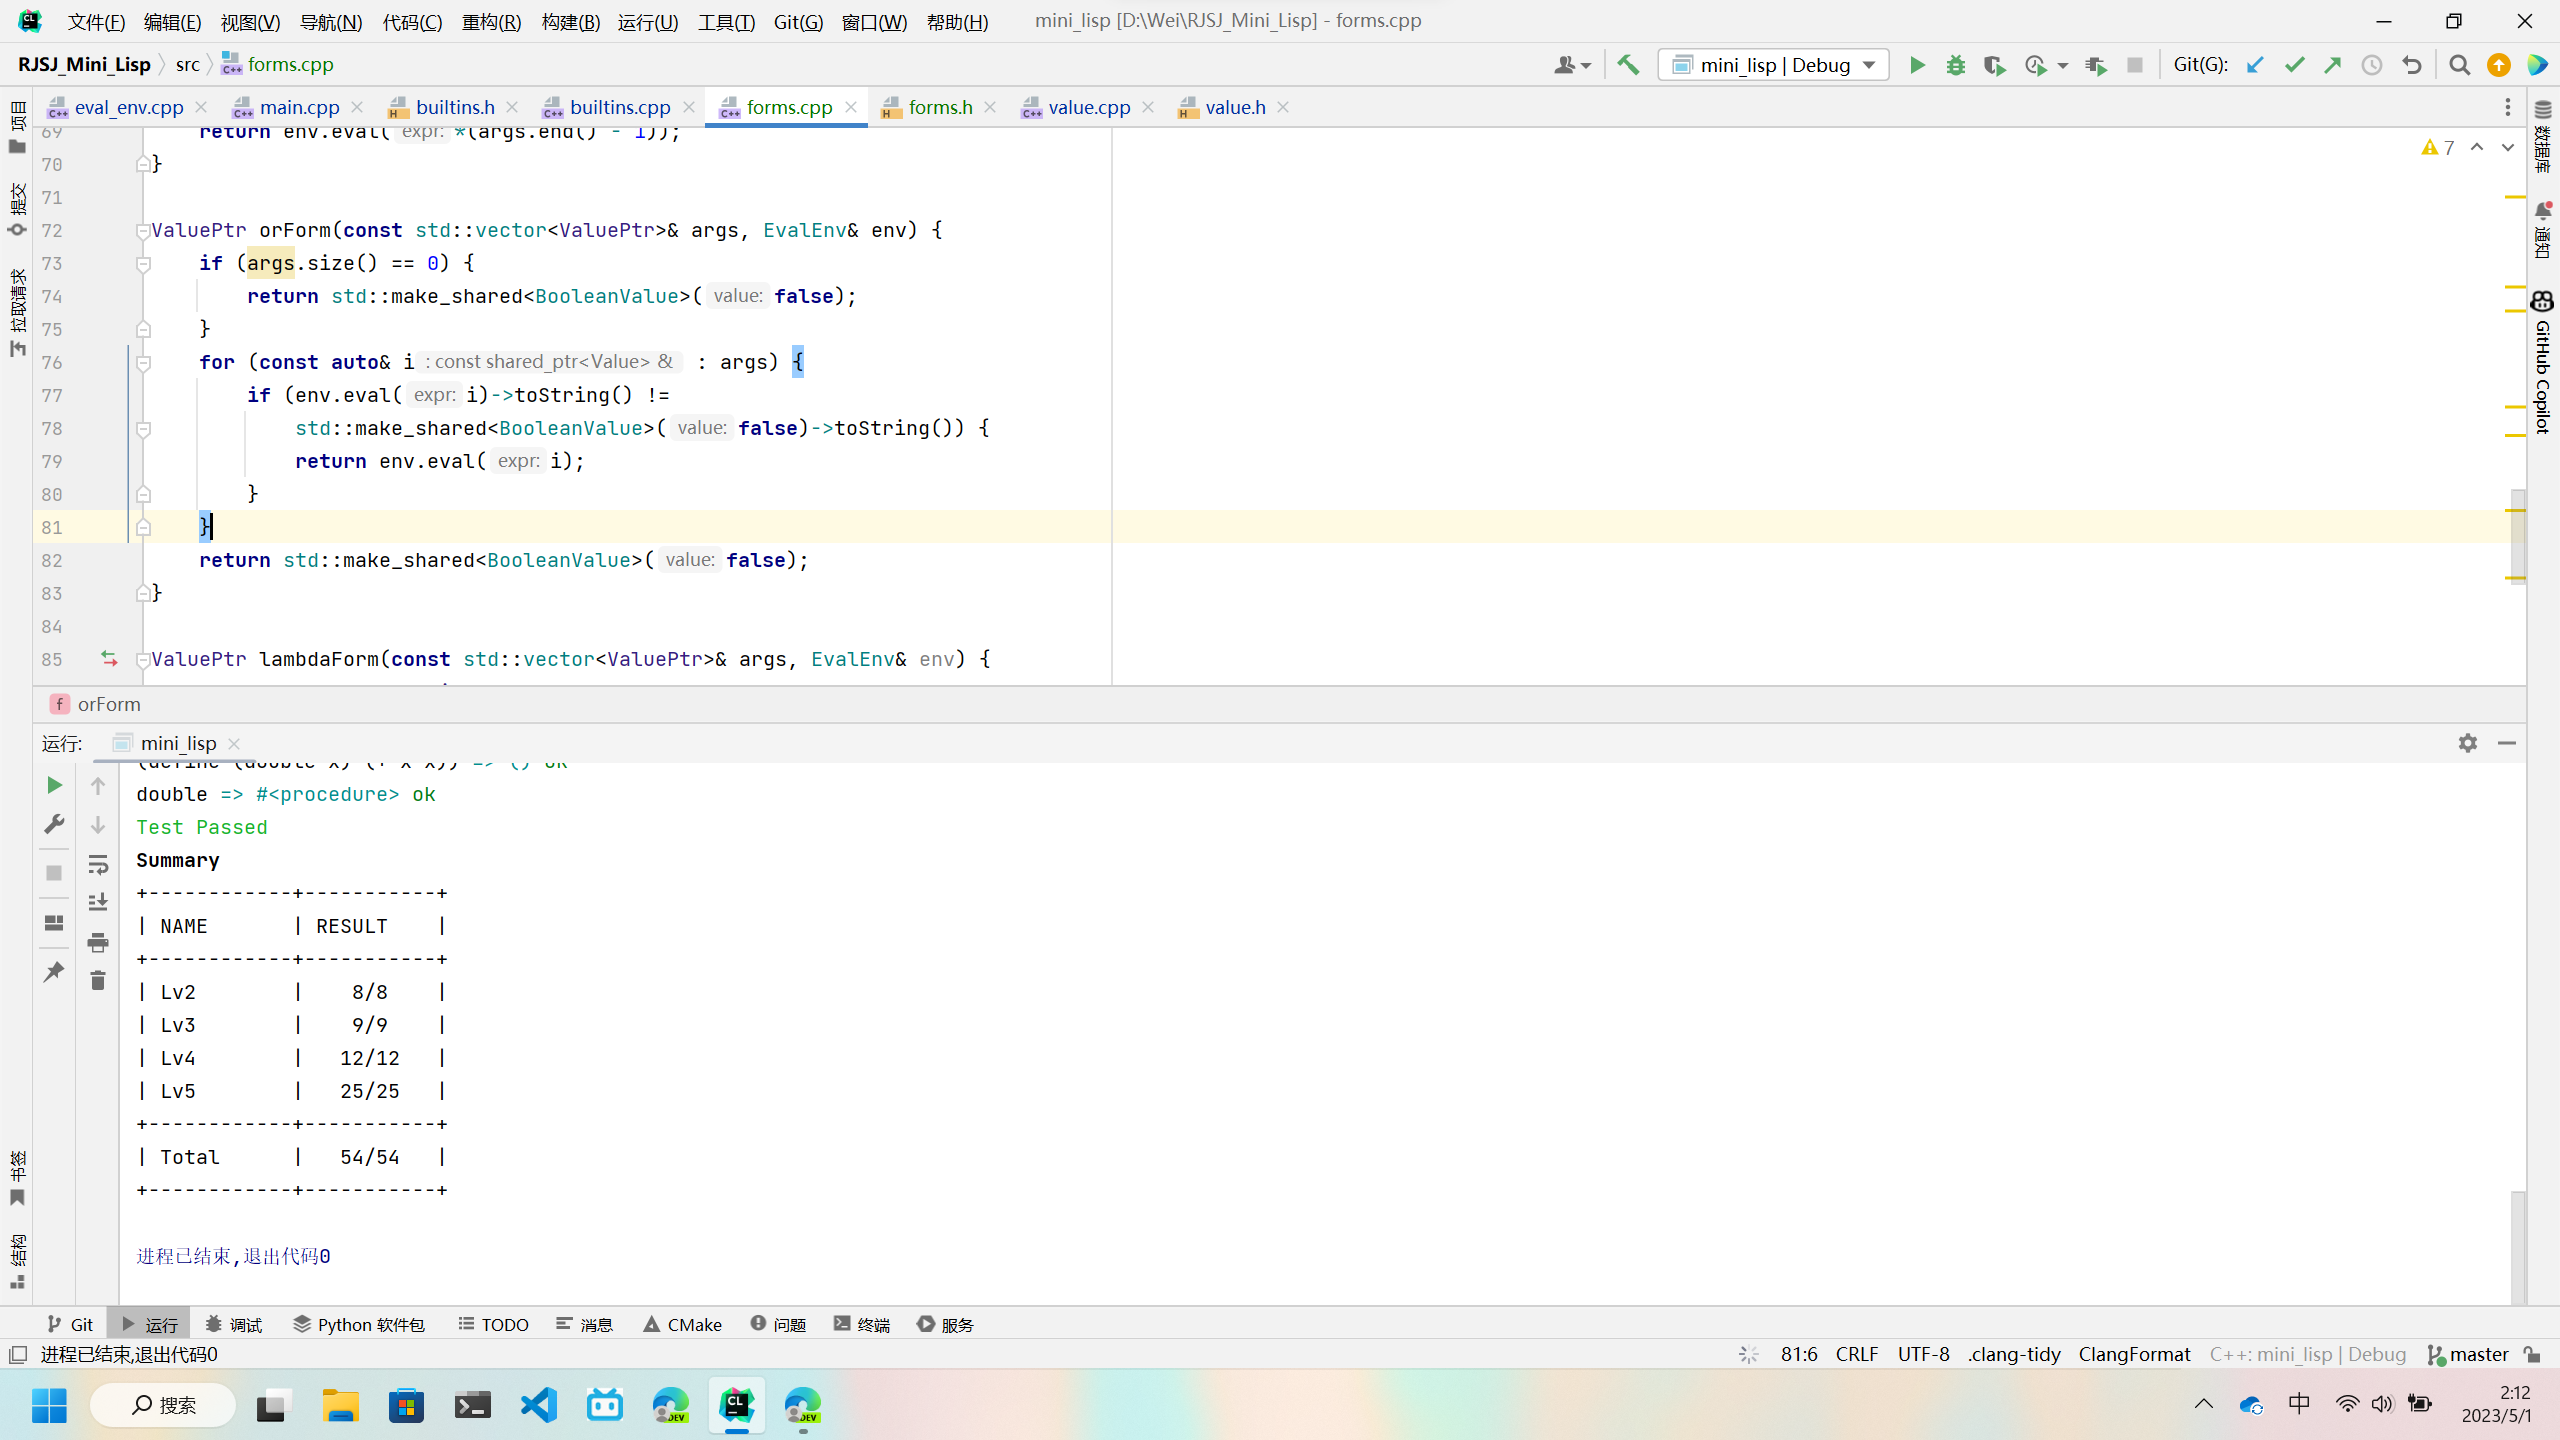 文件(F) 编辑(E) 视图(V) 导航(N) 代码(C) 重构(R) 构建(B) 运行(U) 工具(T) Git(G) 窗口(W) 帮助(H) mini_lisp [D:\Wei\RJSJ_Mini_Lisp] - forms.cpp
RJSJ_Mini_Lisp src forms.cpp mini_lisp | Debug Git(G):
eval_env.cpp main.cpp builtins.h builtins.cpp forms.cpp forms.h value.cpp value.h
项目
提交
拉取请求
书签
结构
数据库
通知
GitHub Copilot
7
69 return env.eval( expr: *(args.end() - 1));
70 }
71
72 ValuePtr orForm(const std::vector<ValuePtr>& args, EvalEnv& env) {
73 if (args.size() == 0) {
74 return std::make_shared<BooleanValue>( value: false);
75 }
76 for (const auto& i : const shared_ptr<Value> & : args) {
77 if (env.eval( expr: i)->toString() !=
78 std::make_shared<BooleanValue>( value: false)->toString()) {
79 return env.eval( expr: i);
80 }
81 }
82 return std::make_shared<BooleanValue>( value: false);
83 }
84
85 ValuePtr lambdaForm(const std::vector<ValuePtr>& args, EvalEnv& env) {
f orForm
运行: mini_lisp
(define (double x) (+ x x)) => () ok
double => #<procedure> ok
Test Passed
Summary
+------------+-----------+
| NAME | RESULT |
+------------+-----------+
| Lv2 | 8/8 |
| Lv3 | 9/9 |
| Lv4 | 12/12 |
| Lv5 | 25/25 |
+------------+-----------+
| Total | 54/54 |
+------------+-----------+
进程已结束,退出代码0
Git 运行 调试 Python 软件包 TODO 消息 CMake 问题 终端 服务
进程已结束,退出代码0 81:6 CRLF UTF-8 .clang-tidy ClangFormat C++: mini_lisp | Debug master
搜索 中 2:12
2023/5/1